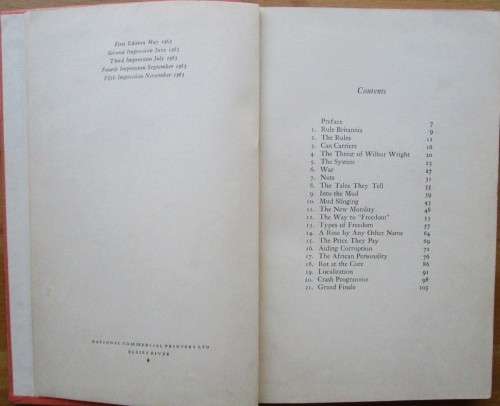 First Edition May 1963
Second Impression June 1963
Third Impression July 1963
Fourth Impression September 1963
Fifth Impression November 1963
NATIONAL COMMERCIAL PRINTERS LTD
ELSIES RIVER
Contents
Preface 7
1. Rule Britannia 9
2. The Rules 12
3. Can Carriers 16
4. The Threat of Wilbur Wright 20
5. The System 23
6. War 27
7. Nuts 31
8. The Tales They Tell 35
9. Into the Mud 39
10. Mud Slinging 43
11. The New Morality 48
12. The Way to "Freedom" 53
13. Types of Freedom 57
14. A Rose by Any Other Name 64
15. The Price They Pay 69
16. Aiding Corruption 72
17. The African Personality 76
18. Rot at the Core 86
19. Localization 91
20. Crash Programme 98
21. Grand Finale 105